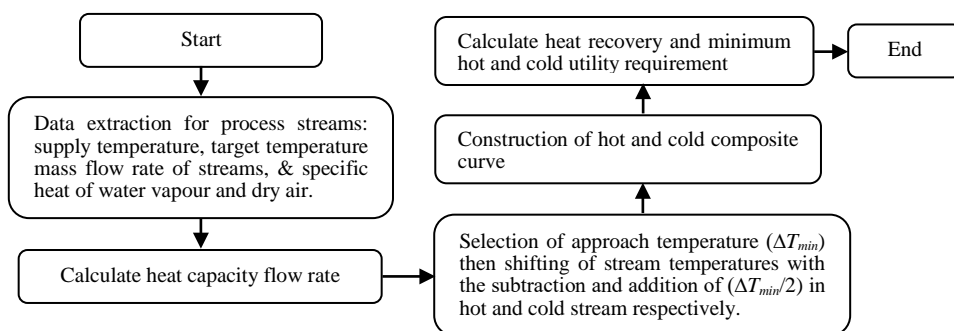 Start
Data extraction for process streams:
supply temperature, target temperature
mass flow rate of streams, & specific
heat of water vapour and dry air.
Calculate heat capacity flow rate
Selection of approach temperature (ΔTmin)
then shifting of stream temperatures with
the subtraction and addition of (ΔTmin/2) in
hot and cold stream respectively.
Construction of hot and cold composite
curve
Calculate heat recovery and minimum
hot and cold utility requirement
End